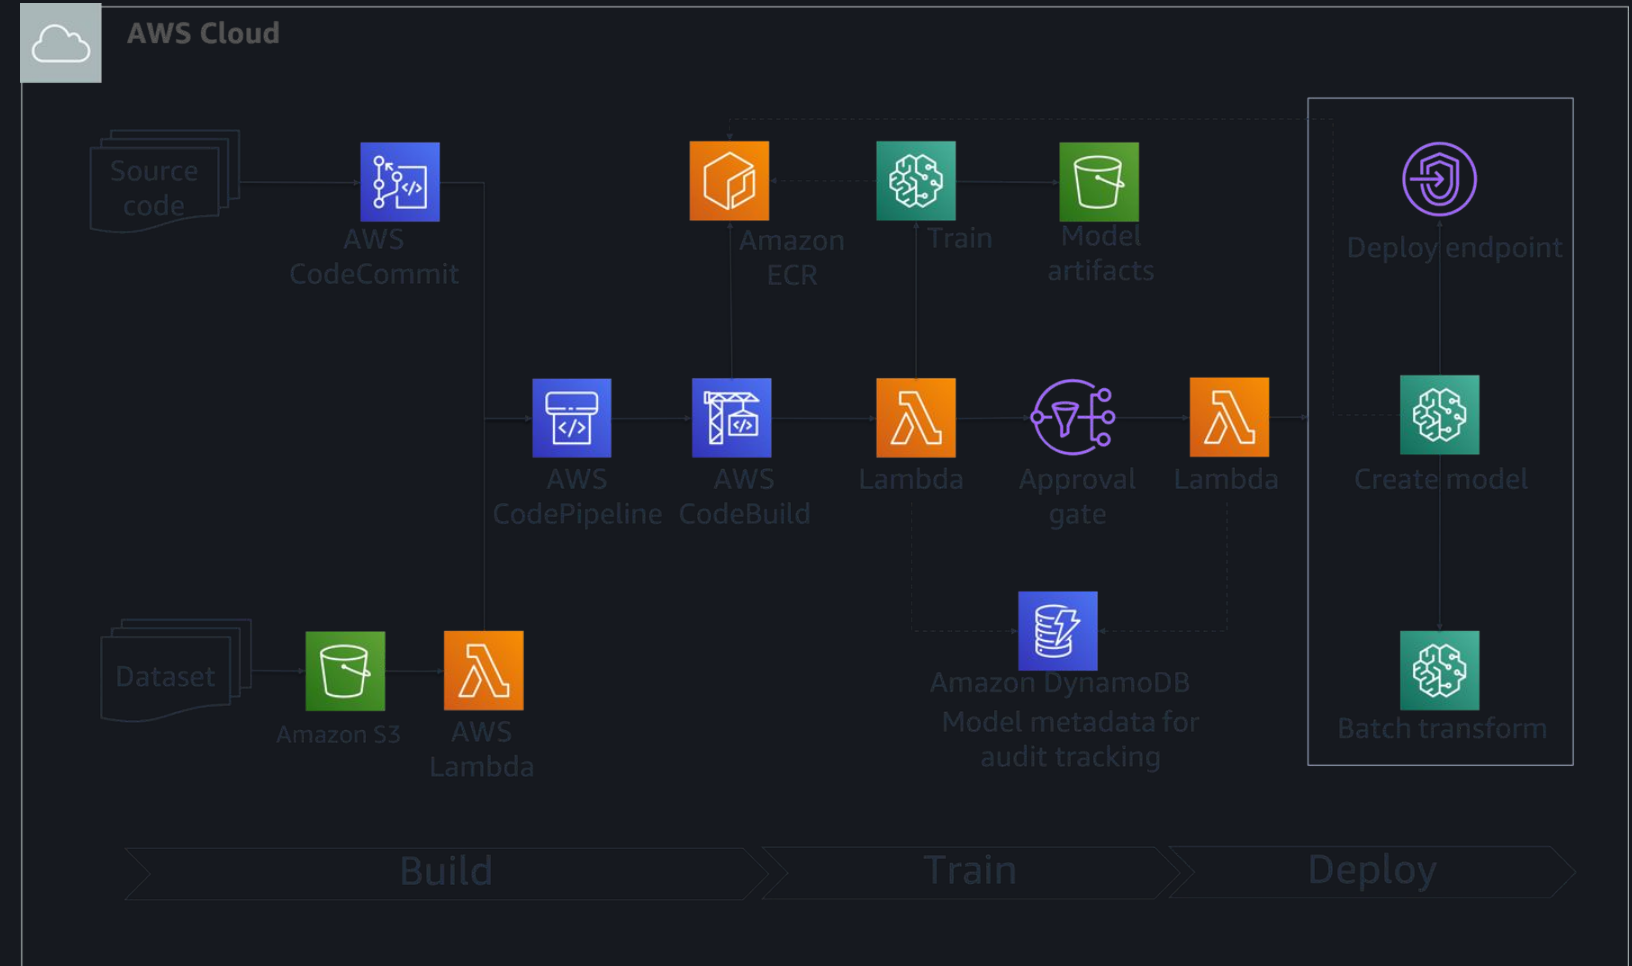 AWS Cloud
Source
code
AWS
CodeCommit
Amazon
ECR
Train
Model
artifacts
Deploy endpoint
AWS
CodePipeline
AWS
CodeBuild
Lambda
Approval
gate
Lambda
Create model
Dataset
Amazon S3
AWS
Lambda
Amazon DynamoDB
Model metadata for
audit tracking
Batch transform
Build
Train
Deploy